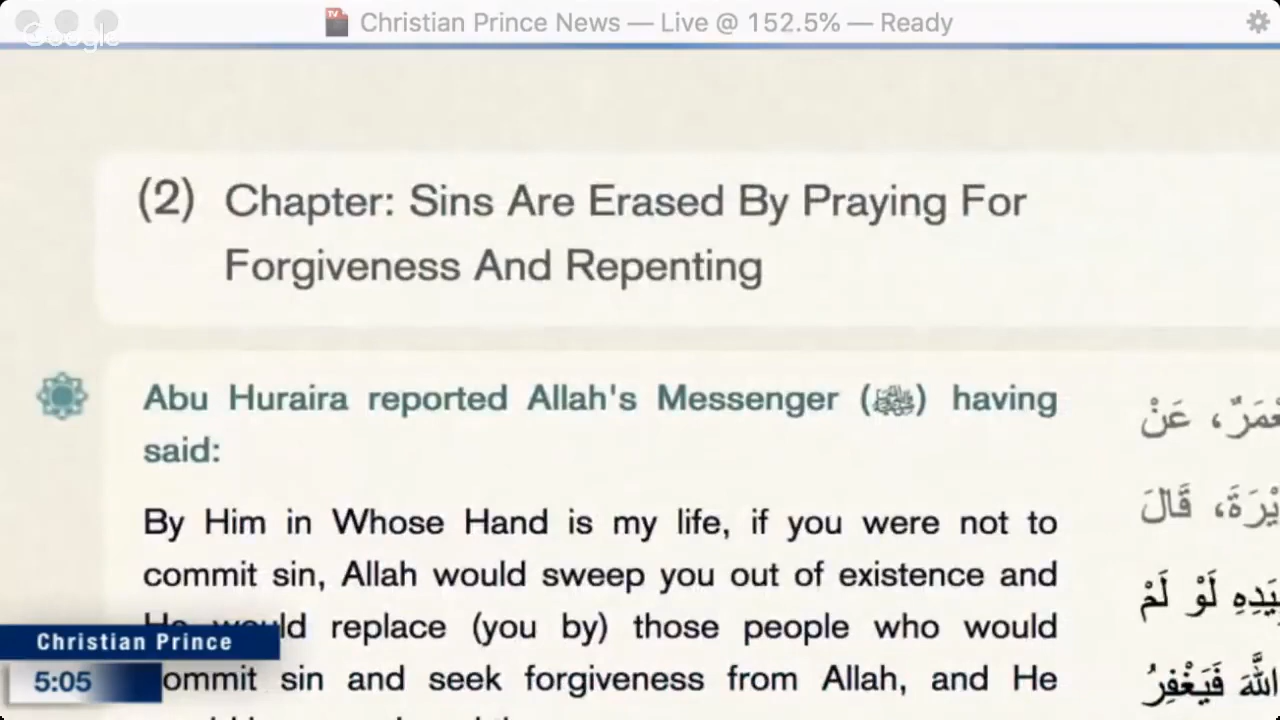 Christian Prince News — Live @ 152.5% — Ready
Google
(2) Chapter: Sins Are Erased By Praying For
Forgiveness And Repenting
Abu Huraira reported Allah's Messenger (ﷺ) having
said:
By Him in Whose Hand is my life, if you were not to
commit sin, Allah would sweep you out of existence and
He would replace (you by) those people who would
commit sin and seek forgiveness from Allah, and He
عَنْ
قَالَ
لَوْ لَمْ
اللَّهَ فَيَغْفِرُ
Christian Prince
5:05